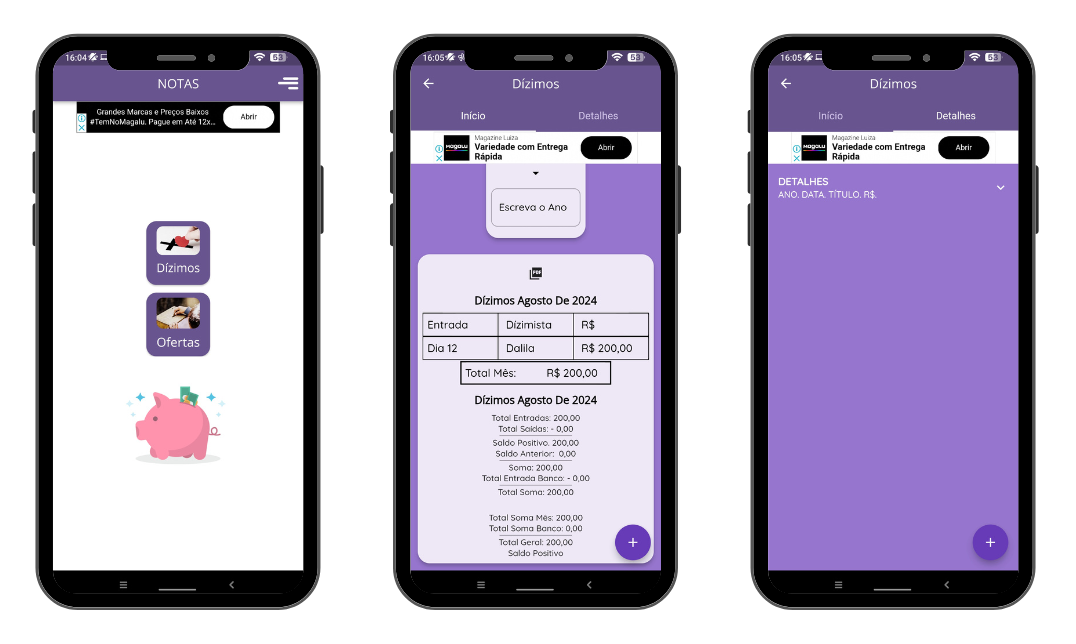 16:04
53
NOTAS
Grandes Marcas e Preços Baixos
#TemNoMagalu. Pague em Até 12x...
Abrir
Dízimos
Ofertas
16:05
53
Dízimos
Início
Detalhes
Magalu
Magazine Luiza
Variedade com Entrega
Rápida
Abrir
Escreva o Ano
PDF
Dízimos Agosto De 2024
Entrada Dízimista R$
Dia 12 Dalila R$ 200,00
Total Mês: R$ 200,00
Dízimos Agosto De 2024
Total Entradas: 200,00
Total Saídas: - 0,00
Saldo Positivo. 200,00
Saldo Anterior: 0,00
Soma: 200,00
Total Entrada Banco: - 0,00
Total Soma: 200,00
Total Soma Mês: 200,00
Total Soma Banco: 0,00
Total Geral: 200,00
Saldo Positivo
+
16:05
53
Dízimos
Início
Detalhes
Magalu
Magazine Luiza
Variedade com Entrega
Rápida
Abrir
DETALHES
ANO. DATA. TÍTULO. R$.
+